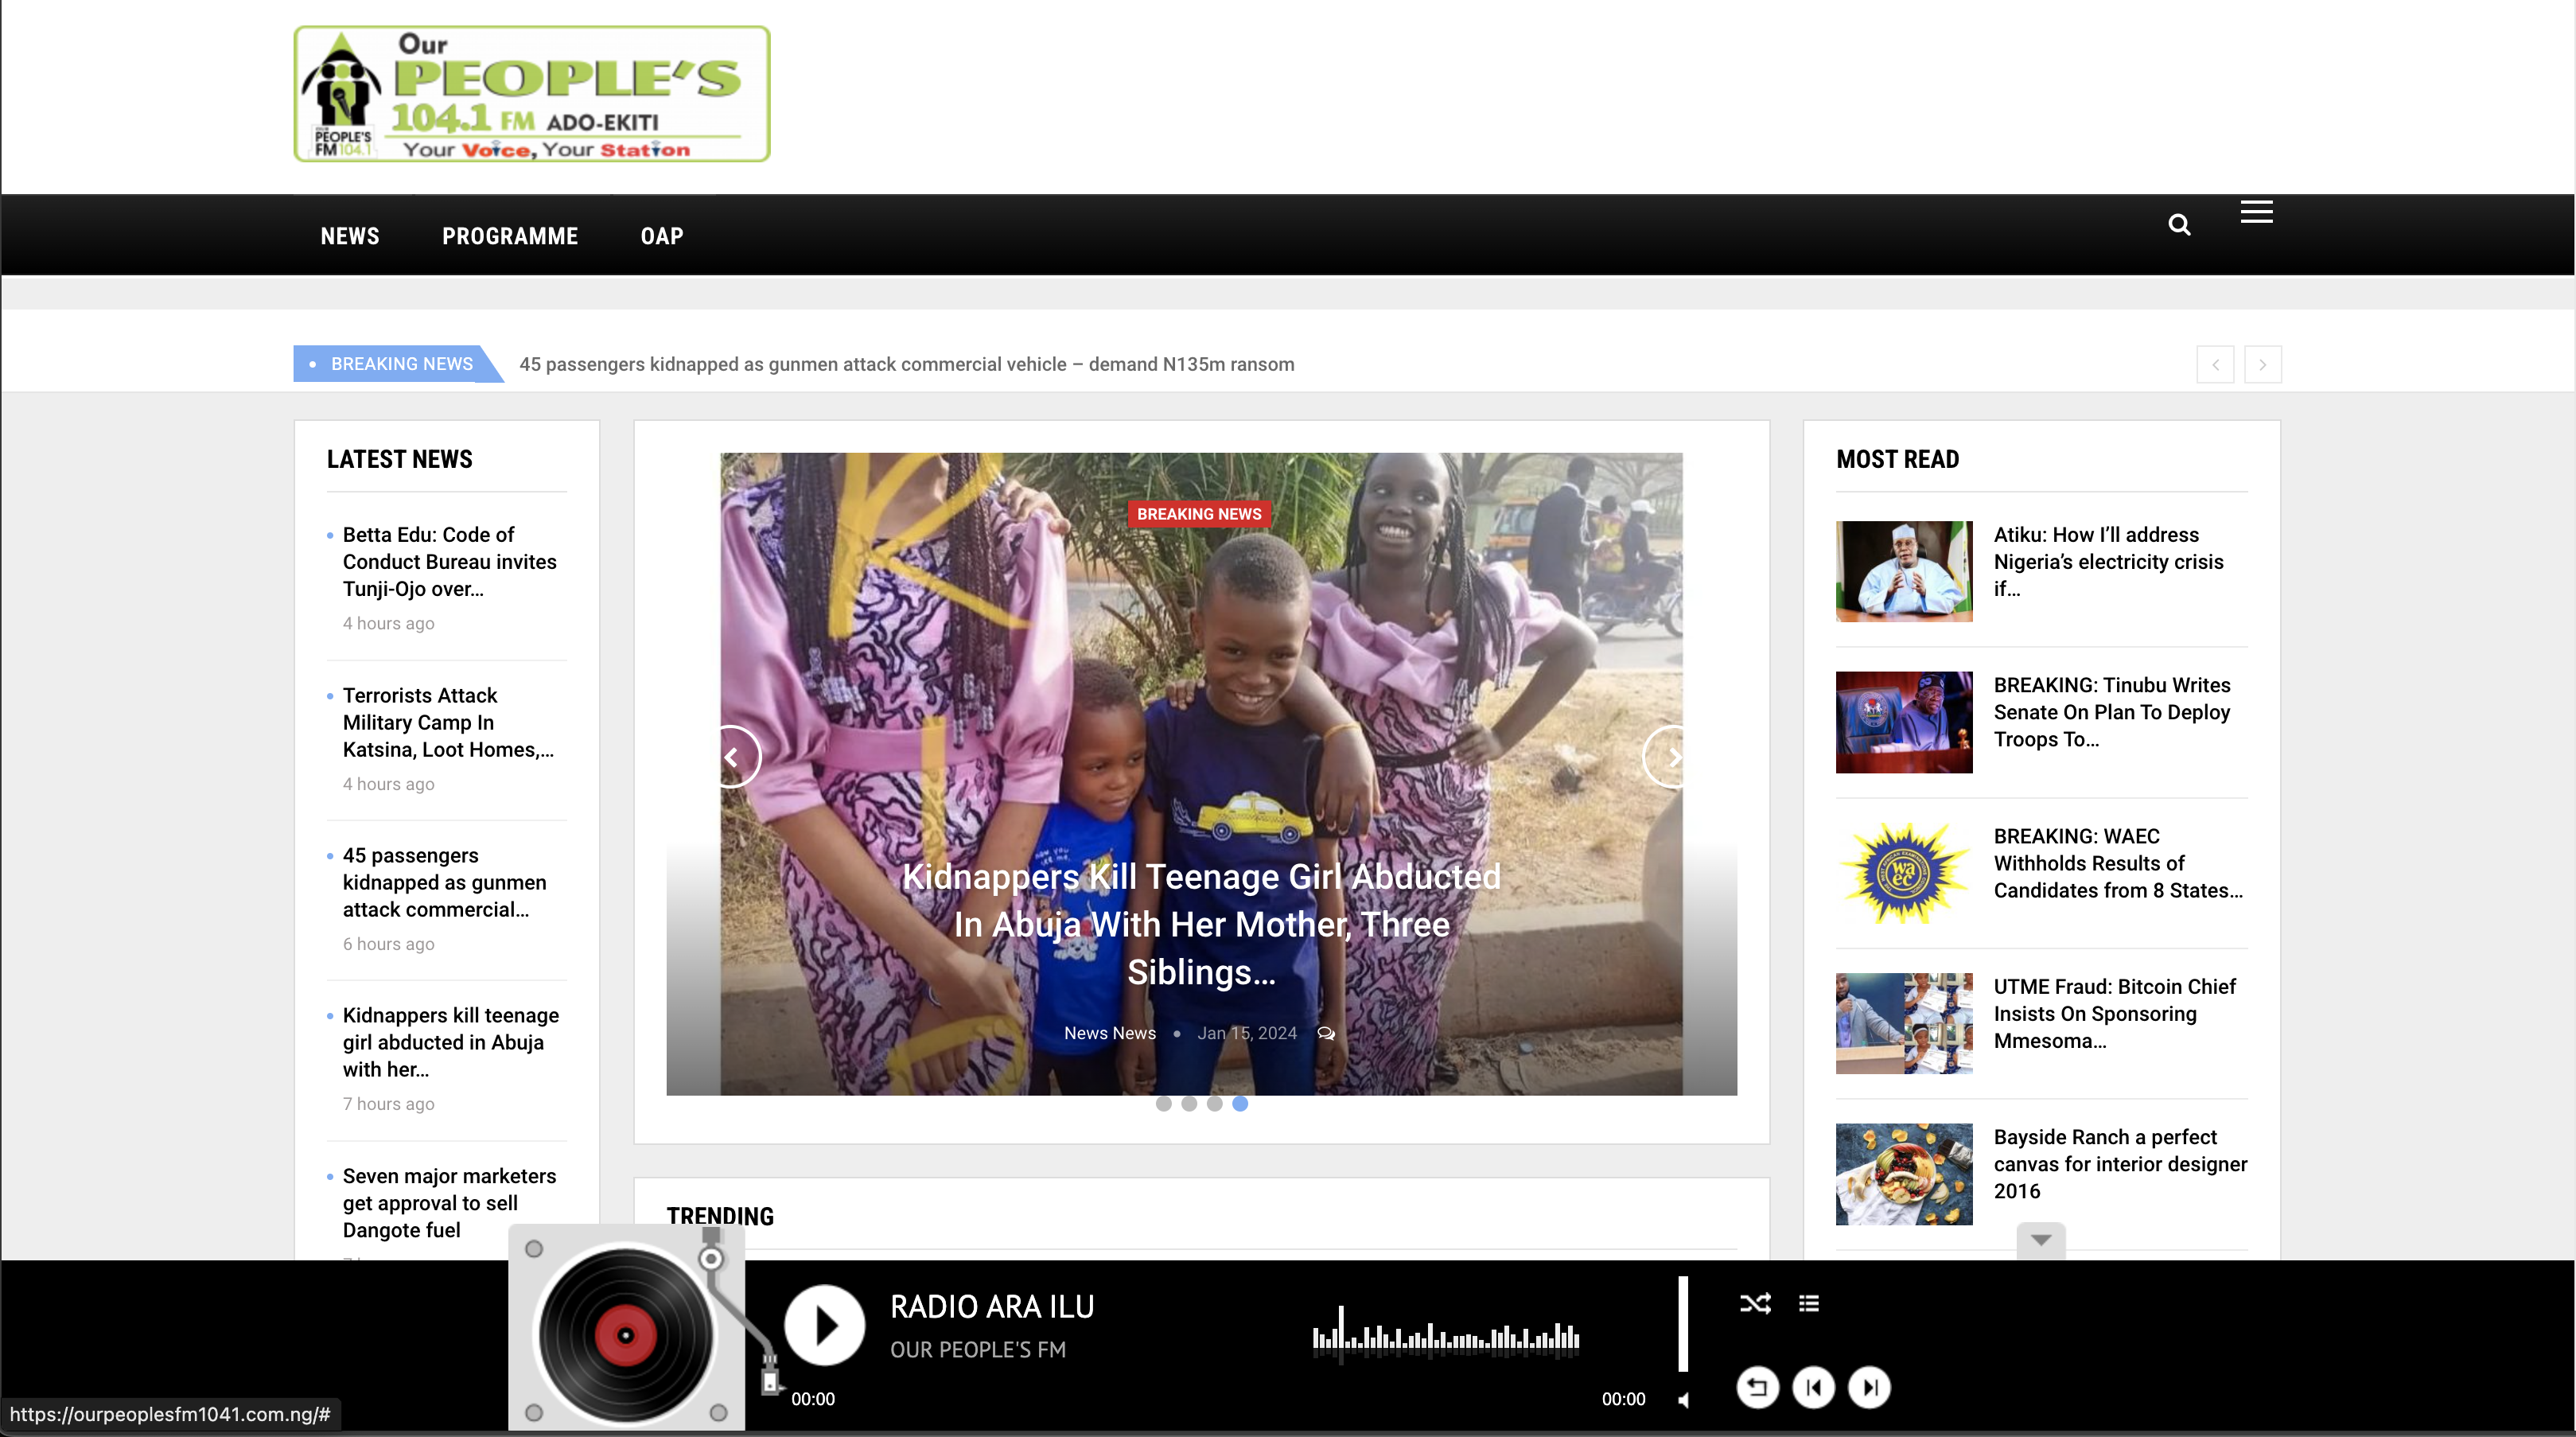 Our
PEOPLE'S
104.1 FM ADO-EKITI
Your Voice, Your Station
PEOPLE'S
FM104.1
NEWS
PROGRAMME
OAP
BREAKING NEWS
45 passengers kidnapped as gunmen attack commercial vehicle – demand N135m ransom
LATEST NEWS
Betta Edu: Code of
Conduct Bureau invites
Tunji-Ojo over...
4 hours ago
Terrorists Attack
Military Camp In
Katsina, Loot Homes,...
4 hours ago
45 passengers
kidnapped as gunmen
attack commercial...
6 hours ago
Kidnappers kill teenage
girl abducted in Abuja
with her...
7 hours ago
Seven major marketers
get approval to sell
Dangote fuel
K
BREAKING NEWS
Kidnappers Kill Teenage Girl Abducted
In Abuja With Her Mother, Three
Siblings...
News News • Jan 15, 2024
TRENDING
MOST READ
Atiku: How I'll address
Nigeria's electricity crisis
if...
BREAKING: Tinubu Writes
Senate On Plan To Deploy
Troops To...
waec
BREAKING: WAEC
Withholds Results of
Candidates from 8 States...
UTME Fraud: Bitcoin Chief
Insists On Sponsoring
Mmesoma...
Bayside Ranch a perfect
canvas for interior designer
2016
RADIO ARA ILU
OUR PEOPLE'S FM
00:00
00:00
https://ourpeoplesfm1041.com.ng/#